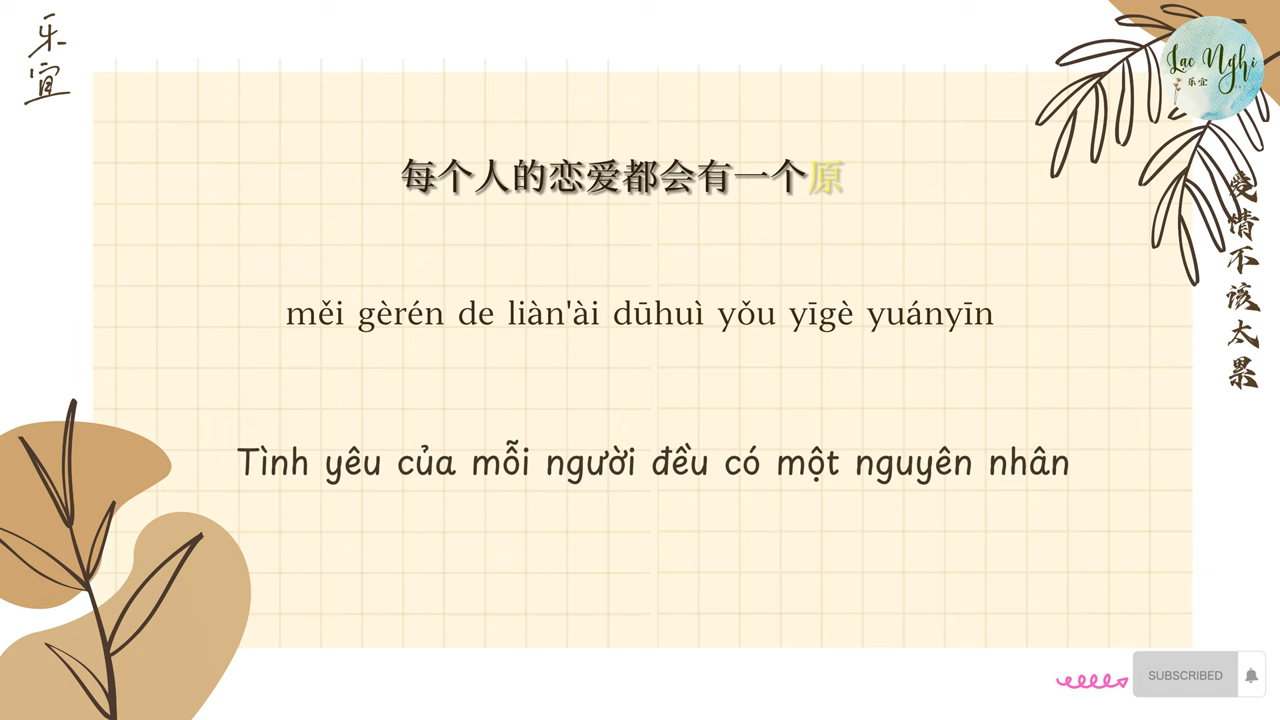 乐宜
Lac Nghi
乐宜
每个人的恋爱都会有一个原
měi gèrén de liàn'ài dūhuì yǒu yīgè yuányīn
Tình yêu của mỗi người đều có một nguyên nhân
爱情不该太累
SUBSCRIBED